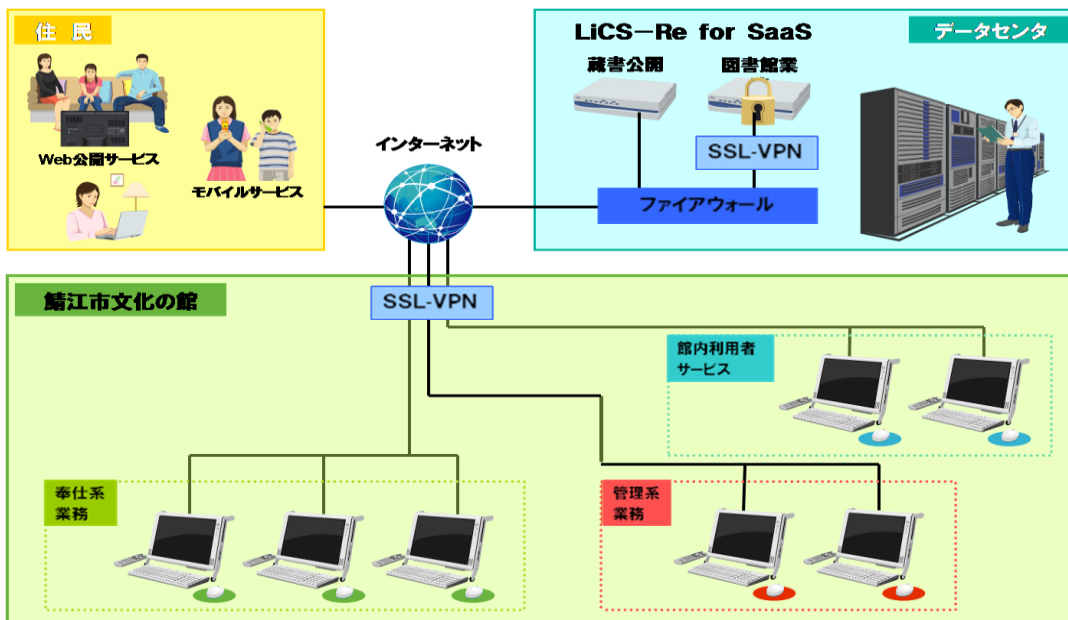 住 民
Web公開サービス
モバイルサービス
インターネット
LiCS－Re for SaaS
データセンタ
蔵書公開
図書館業
SSL-VPN
ファイアウォール
鯖江市文化の館
SSL-VPN
館内利用者
サービス
奉仕系
業務
管理系
業務